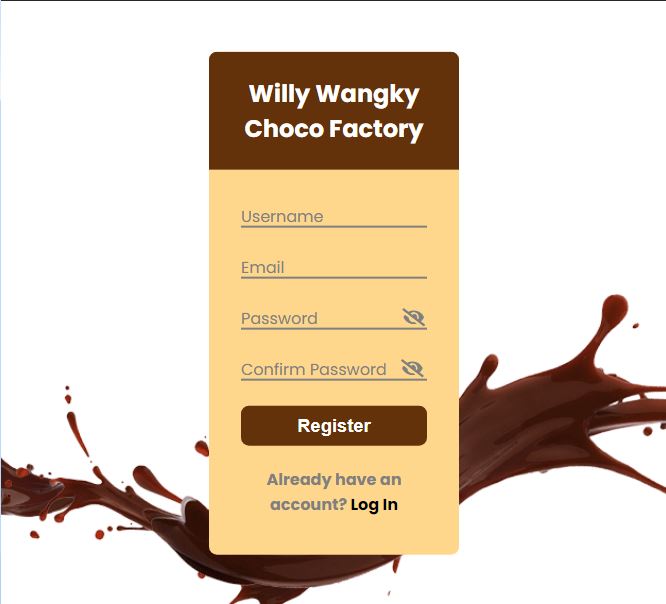 Willy Wangky
Choco Factory
Username
Email
Password
Confirm Password
Register
Already have an
account? Log In